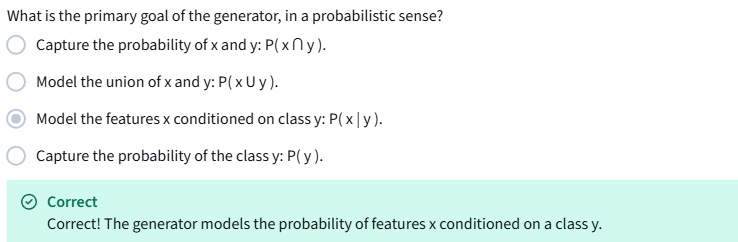 What is the primary goal of the generator, in a probabilistic sense?
Capture the probability of x and y: P( x ⋂ y ).
Model the union of x and y: P( x U y ).
Model the features x conditioned on class y: P( x | y ).
Capture the probability of the class y: P( y ).
Correct
Correct! The generator models the probability of features x conditioned on a class y.